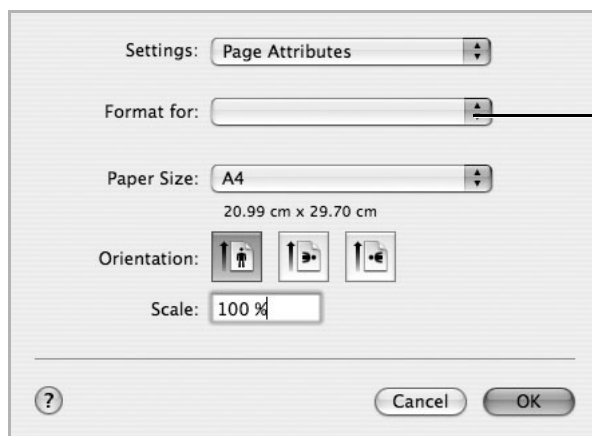 Settings: Page Attributes
Format for:
Paper Size: A4
20.99 cm x 29.70 cm
Orientation:
Scale: 100 %
? Cancel OK